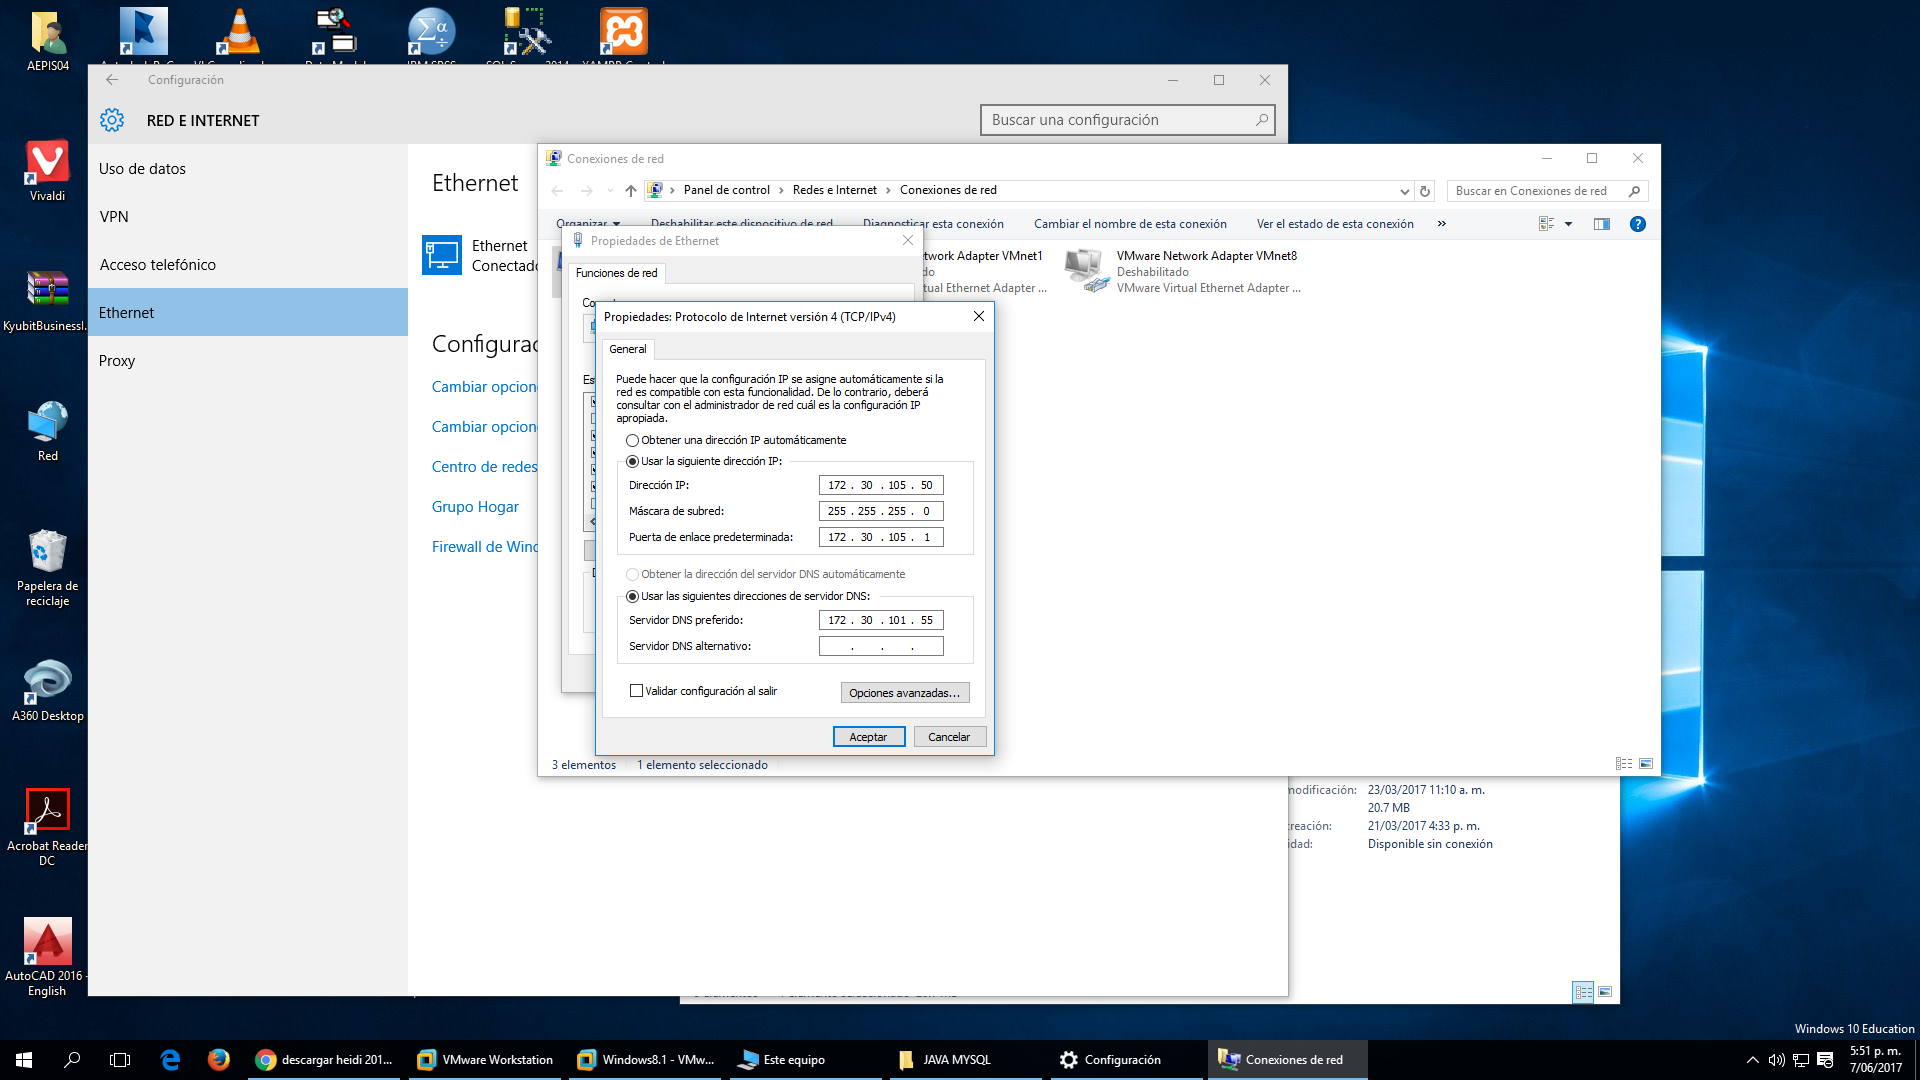 AEPIS04
Configuración
RED E INTERNET
Buscar una configuración
Uso de datos
VPN
Acceso telefónico
Ethernet
Proxy
Ethernet
Ethernet
Conectado
Cambiar
Cambiar
Centro de redes
Grupo Hogar
Firewall de
Conexiones de red
Panel de control
Redes e Internet
Conexiones de red
Buscar en Conexiones de red
Organizar
Deshabilitar este dispositivo de red
Diagnosticar esta conexión
Cambiar el nombre de esta conexión
Ver el estado de esta conexión
»
Adapter VMnet1
Ethernet Adapter ...
VMware Network Adapter VMnet8
Deshabilitado
VMware Virtual Ethernet Adapter ...
Propiedades de Ethernet
Funciones de red
Propiedades: Protocolo de Internet versión 4 (TCP/IPv4)
General
Puede hacer que la configuración IP se asigne automáticamente si la
red es compatible con esta funcionalidad. De lo contrario, deberá
consultar con el administrador de red cuál es la configuración IP
apropiada.
Obtener una dirección IP automáticamente
Usar la siguiente dirección IP:
Dirección IP:
172 . 30 . 105 . 50
Máscara de subred:
255 . 255 . 255 . 0
Puerta de enlace predeterminada:
172 . 30 . 105 . 1
Obtener la dirección del servidor DNS automáticamente
Usar las siguientes direcciones de servidor DNS:
Servidor DNS preferido:
172 . 30 . 101 . 55
Servidor DNS alternativo:
. . .
Validar configuración al salir
Opciones avanzadas...
Aceptar
Cancelar
3 elementos
1 elemento seleccionado
modificación:
23/03/2017 11:10 a. m.
20.7 MB
creación:
21/03/2017 4:33 p. m.
Disponible sin conexión
Vivaldi
KyubitBusinessI...
Red
Papelera de
reciclaje
A360 Desktop
Acrobat Reader
DC
AutoCAD 2016 -
English
Windows 10 Education
descargar heidi 201...
VMware Workstation
Windows8.1 - VMw...
Este equipo
JAVA MYSQL
Configuración
Conexiones de red
5:51 p. m.
7/06/2017